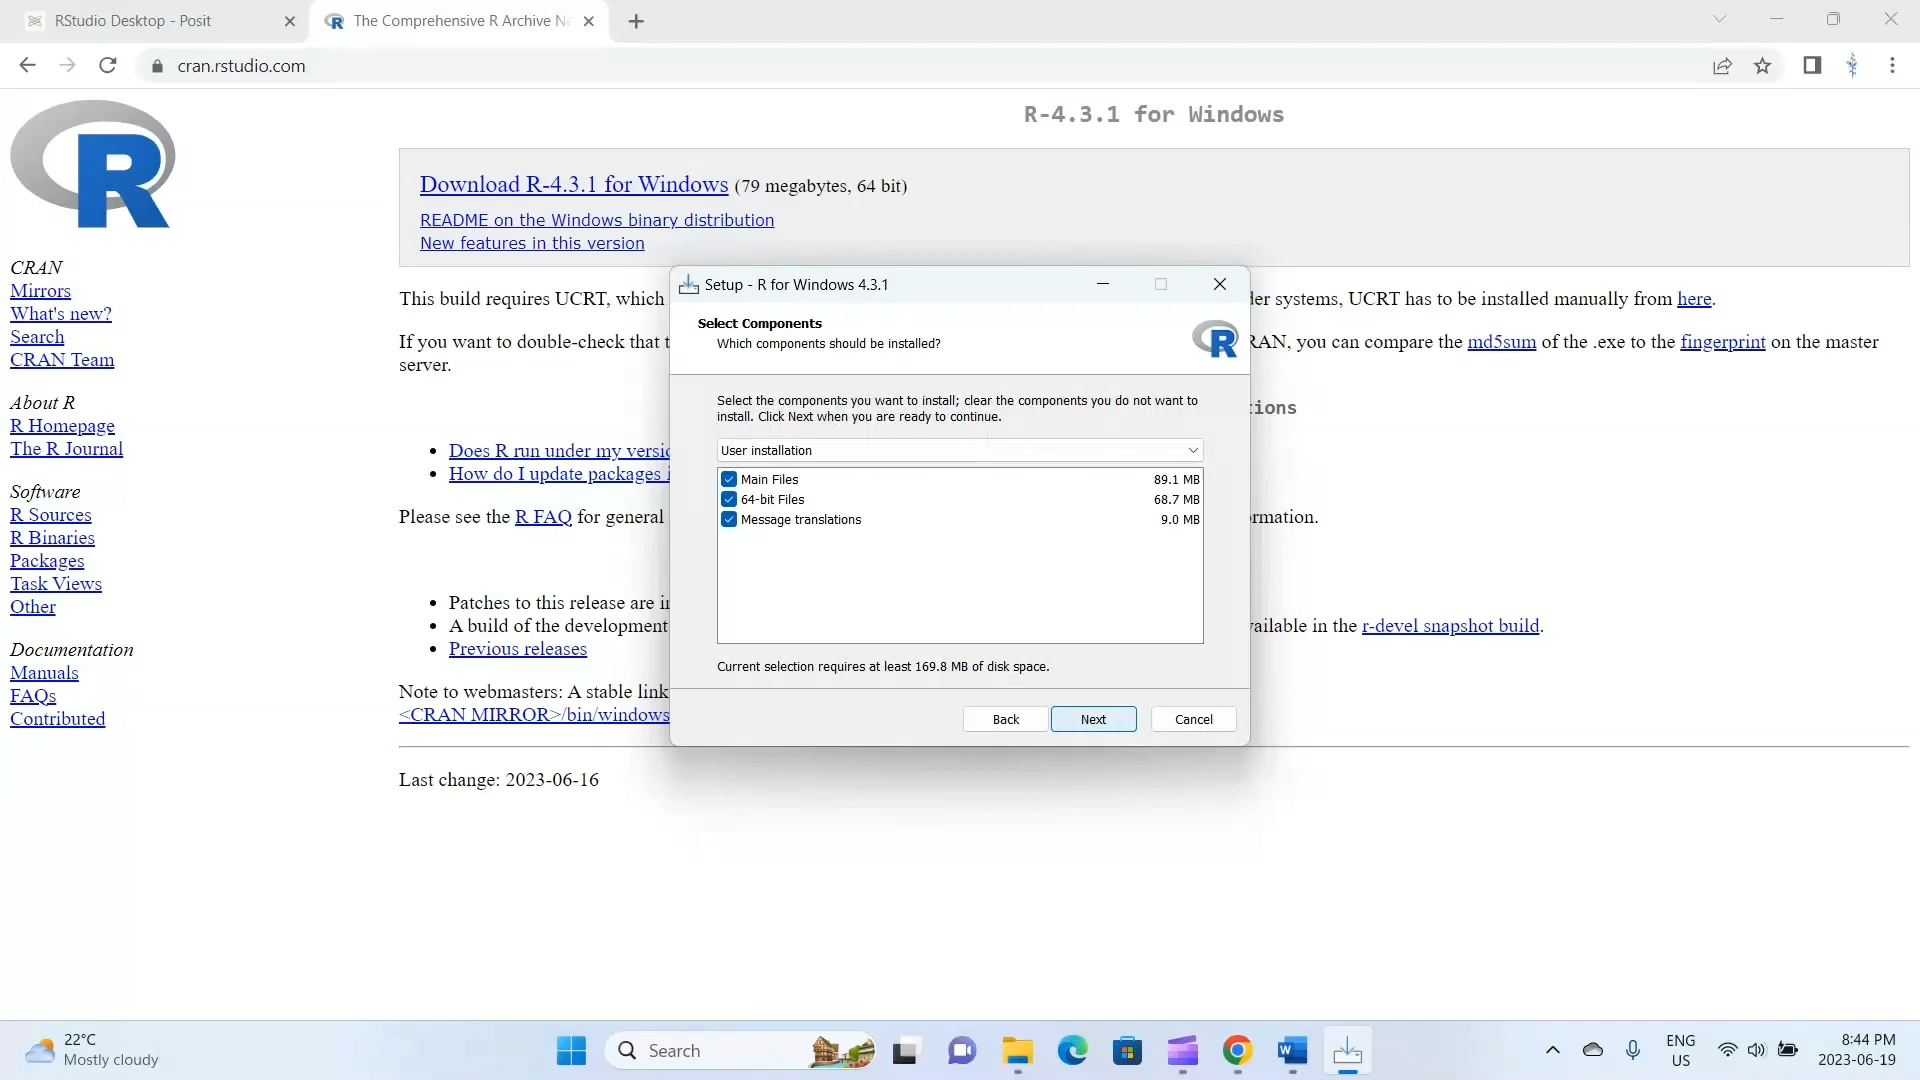 RStudio Desktop - Posit
The Comprehensive R Archive Ne
cran.rstudio.com
R
R-4.3.1 for Windows
Download R-4.3.1 for Windows (79 megabytes, 64 bit)
README on the Windows binary distribution
New features in this version
CRAN
Mirrors
What's new?
Search
CRAN Team
About R
R Homepage
The R Journal
Software
R Sources
R Binaries
Packages
Task Views
Other
Documentation
Manuals
FAQs
Contributed
This build requires UCRT, which
der systems, UCRT has to be installed manually from here.
If you want to double-check that t
RAN, you can compare the md5sum of the .exe to the fingerprint on the master
server.
tions
Does R run under my versio
How do I update packages i
Please see the R FAQ for general
rmation.
Patches to this release are in
A build of the development
vailable in the r-devel snapshot build.
Previous releases
Note to webmasters: A stable link
<CRAN MIRROR>/bin/windows
Last change: 2023-06-16
Setup - R for Windows 4.3.1
Select Components
Which components should be installed?
R
Select the components you want to install; clear the components you do not want to
install. Click Next when you are ready to continue.
User installation
Main Files 89.1 MB
64-bit Files 68.7 MB
Message translations 9.0 MB
Current selection requires at least 169.8 MB of disk space.
Back Next Cancel
22°C
Mostly cloudy
Search
W
ENG
US
8:44 PM
2023-06-19